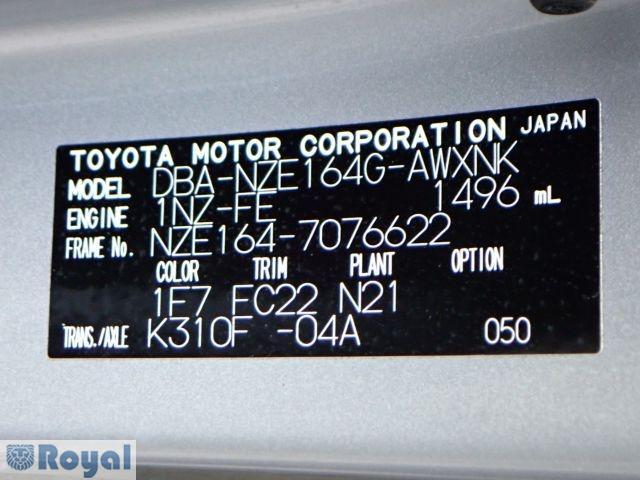 TOYOTA MOTOR CORPORATION JAPAN
MODEL DBA-NZE164G-AWXNK
ENGINE 1NZ-FE 1496 mL
FRAME No. NZE164-7076622
COLOR TRIM PLANT OPTION
1F7 FC22 N21
TRANS./AXLE K310F -04A 050
Royal